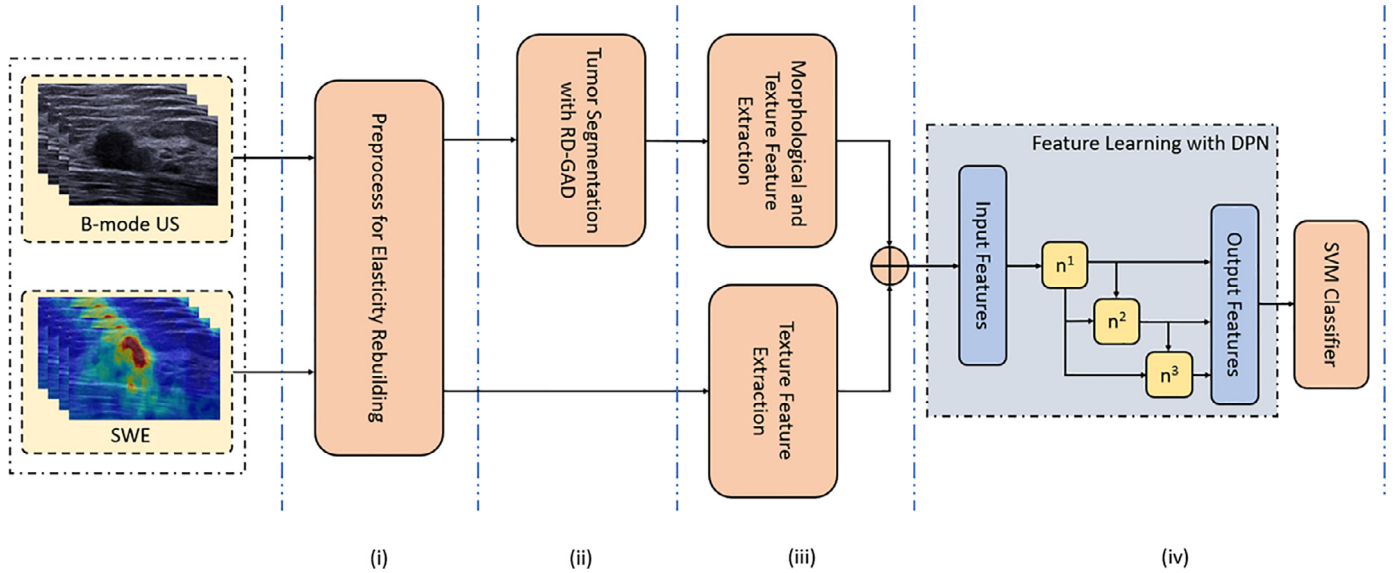 B-mode US
SWE
Preprocess for Elasticity Rebuilding
Tumor Segmentation
with RD-GAD
Morphological and
Texture Feature
Extraction
Texture Feature
Extraction
Feature Learning with DPN
Input Features
n¹
n²
n³
Output Features
SVM Classifier
(i)
(ii)
(iii)
(iv)